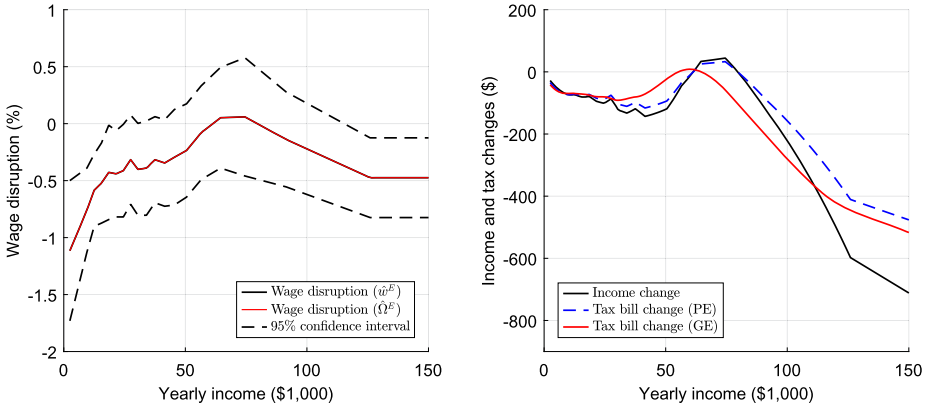 1
0.5
0
-0.5
-1
-1.5
-2
Wage disruption (%)
Wage disruption (ŵᴱ)
Wage disruption (Ω̂ᴱ)
95% confidence interval
0 50 100 150
Yearly income ($1,000)
200
0
-200
-400
-600
-800
Income and tax changes ($)
Income change
Tax bill change (PE)
Tax bill change (GE)
0 50 100 150
Yearly income ($1,000)